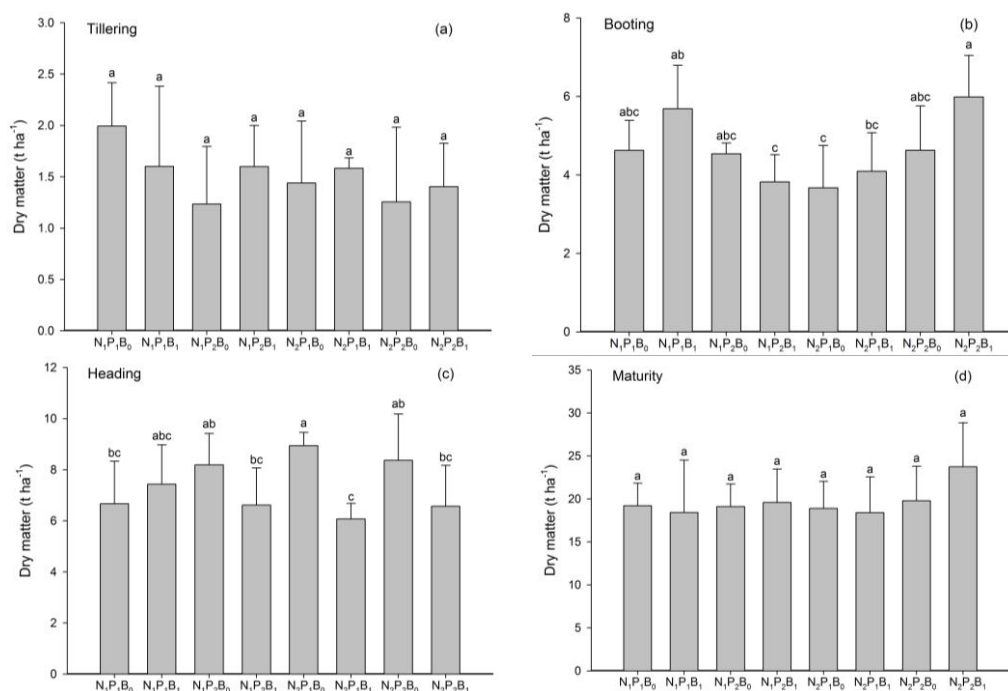 Tillering (a)
Dry matter (t ha⁻¹)
3.0
2.5
2.0
1.5
1.0
0.5
0.0
a a a a a a a a
N₁P₁B₀ N₁P₁B₁ N₁P₂B₀ N₁P₂B₁ N₂P₁B₀ N₂P₁B₁ N₂P₂B₀ N₂P₂B₁
Booting (b)
Dry matter (t ha⁻¹)
8
6
4
2
0
abc ab abc c c bc abc a
N₁P₁B₀ N₁P₁B₁ N₁P₂B₀ N₁P₂B₁ N₂P₁B₀ N₂P₁B₁ N₂P₂B₀ N₂P₂B₁
Heading (c)
Dry matter (t ha⁻¹)
12
10
8
6
4
2
0
bc abc ab bc a c ab bc
N₁P₁B₀ N₁P₁B₁ N₁P₂B₀ N₁P₂B₁ N₂P₁B₀ N₂P₁B₁ N₂P₂B₀ N₂P₂B₁
Maturity (d)
Dry matter (t ha⁻¹)
35
30
25
20
15
10
5
0
a a a a a a a a
N₁P₁B₀ N₁P₁B₁ N₁P₂B₀ N₁P₂B₁ N₂P₁B₀ N₂P₁B₁ N₂P₂B₀ N₂P₂B₁